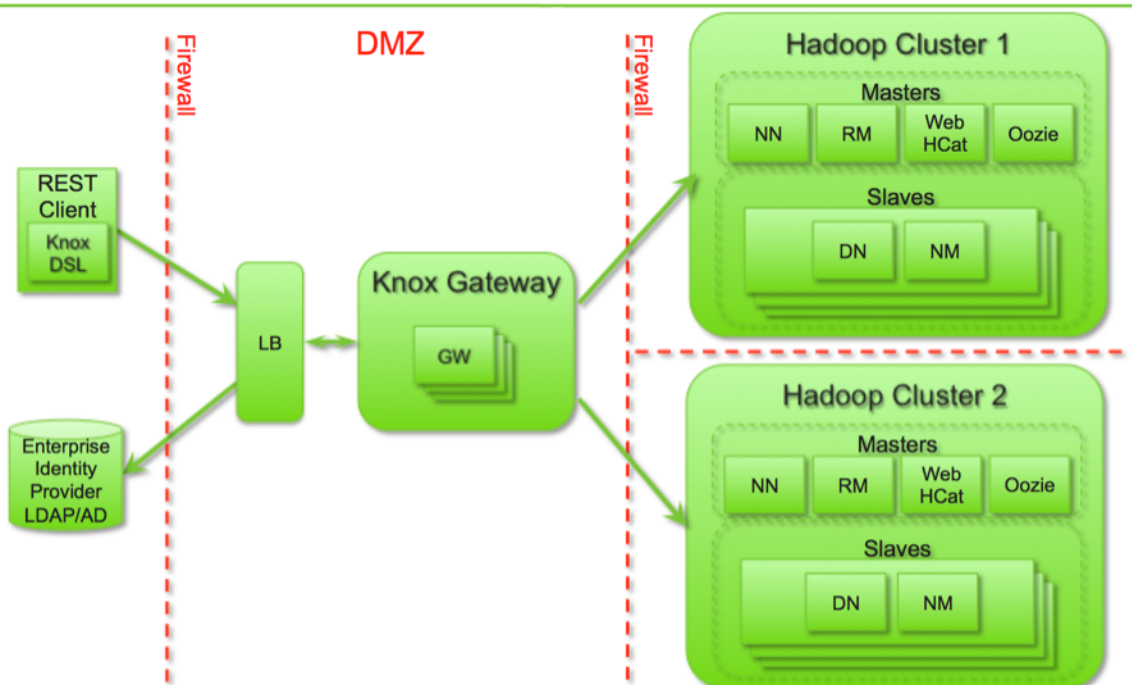 DMZ
Firewall
Firewall
REST
Client
Knox
DSL
Enterprise
Identity
Provider
LDAP/AD
LB
Knox Gateway
GW
Hadoop Cluster 1
Masters
NN
RM
Web
HCat
Oozie
Slaves
DN
NM
Hadoop Cluster 2
Masters
NN
RM
Web
HCat
Oozie
Slaves
DN
NM